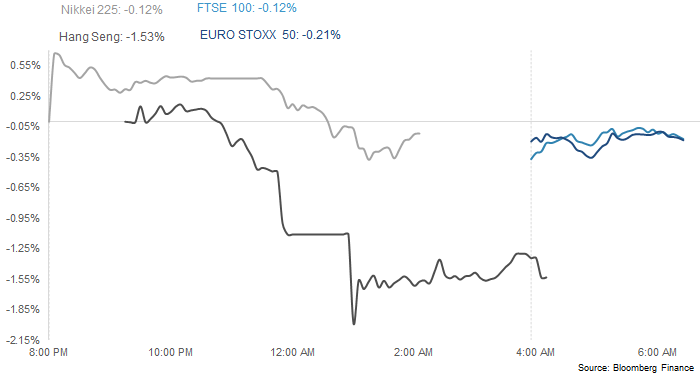 Nikkei 225: -0.12% FTSE 100: -0.12%
Hang Seng: -1.53% EURO STOXX 50: -0.21%
0.55%
0.25%
-0.05%
-0.35%
-0.65%
-0.95%
-1.25%
-1.55%
-1.85%
-2.15%
8:00 PM 10:00 PM 12:00 AM 2:00 AM 4:00 AM 6:00 AM
Source: Bloomberg Finance